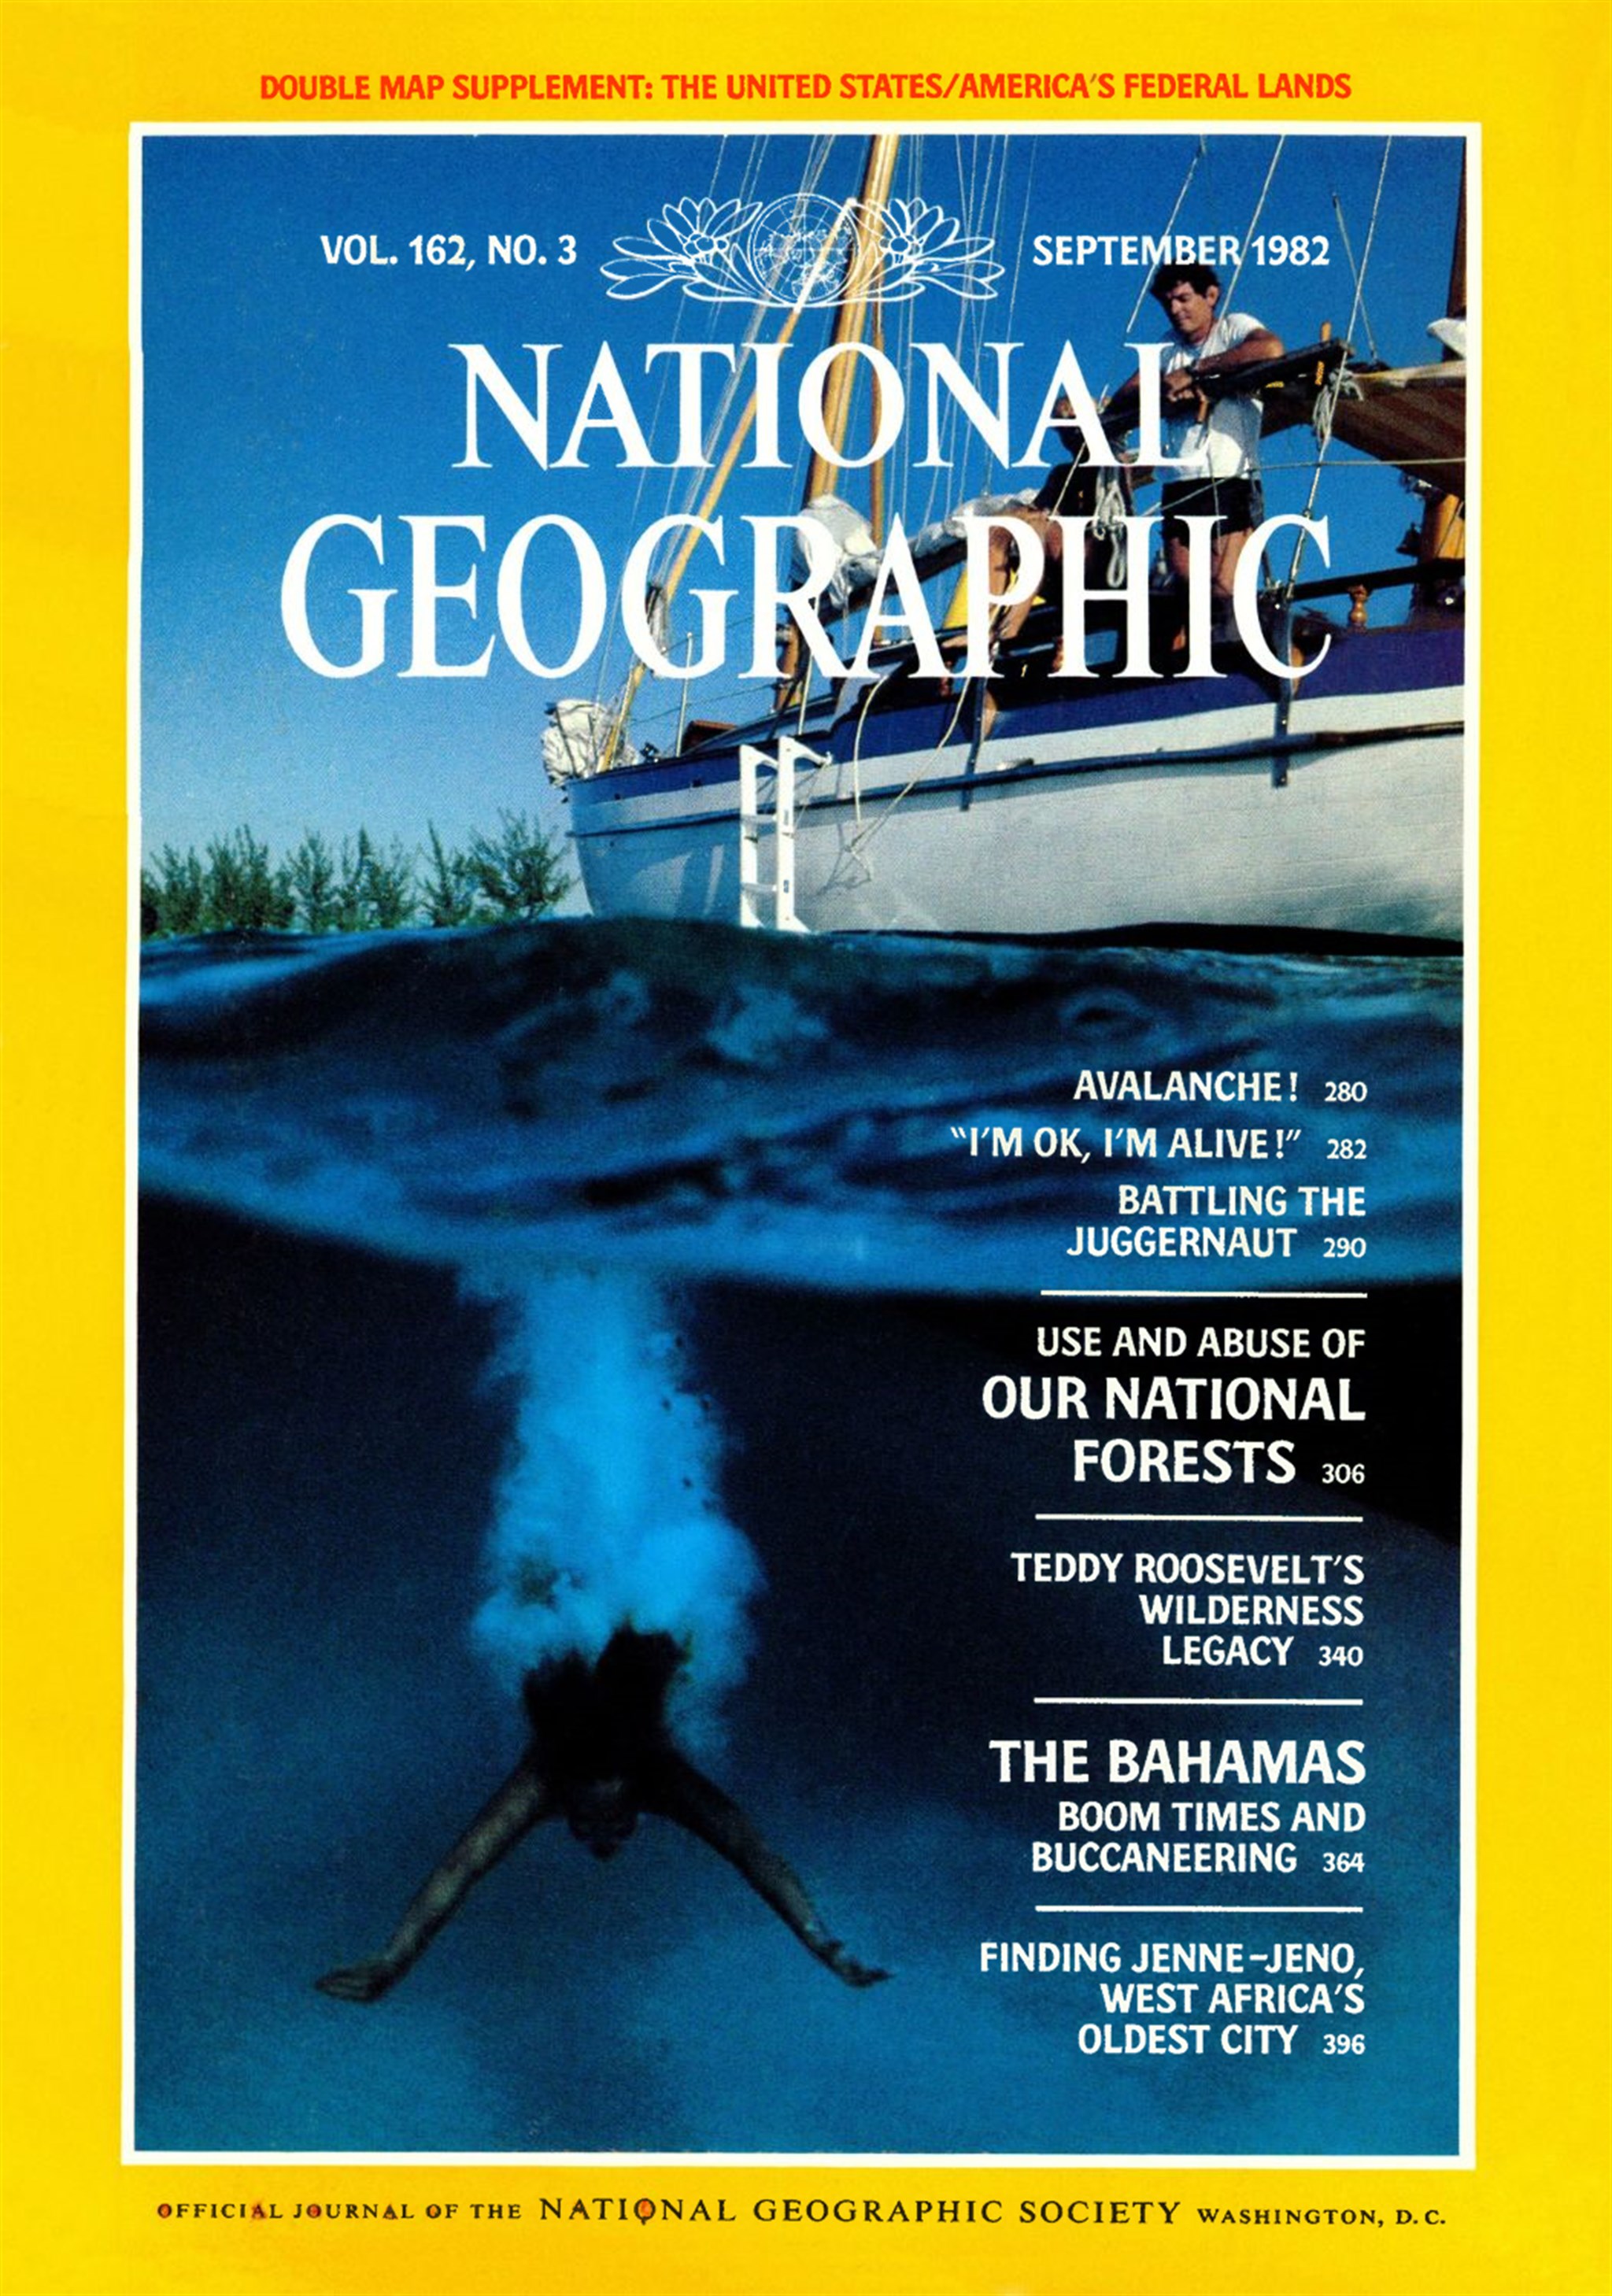 DOUBLE MAP SUPPLEMENT: THE UNITED STATES/AMERICA'S FEDERAL LANDS
VOL. 162, NO. 3
SEPTEMBER 1982
NATIONAL
GEOGRAPHIC
AVALANCHE! 280
"I'M OK, I'M ALIVE!" 282
BATTLING THE
JUGGERNAUT 290
USE AND ABUSE OF
OUR NATIONAL
FORESTS 306
TEDDY ROOSEVELT'S
WILDERNESS
LEGACY 340
THE BAHAMAS
BOOM TIMES AND
BUCCANEERING 364
FINDING JENNE-JENO,
WEST AFRICA'S
OLDEST CITY 396
OFFICIAL JOURNAL OF THE NATIONAL GEOGRAPHIC SOCIETY WASHINGTON, D.C.